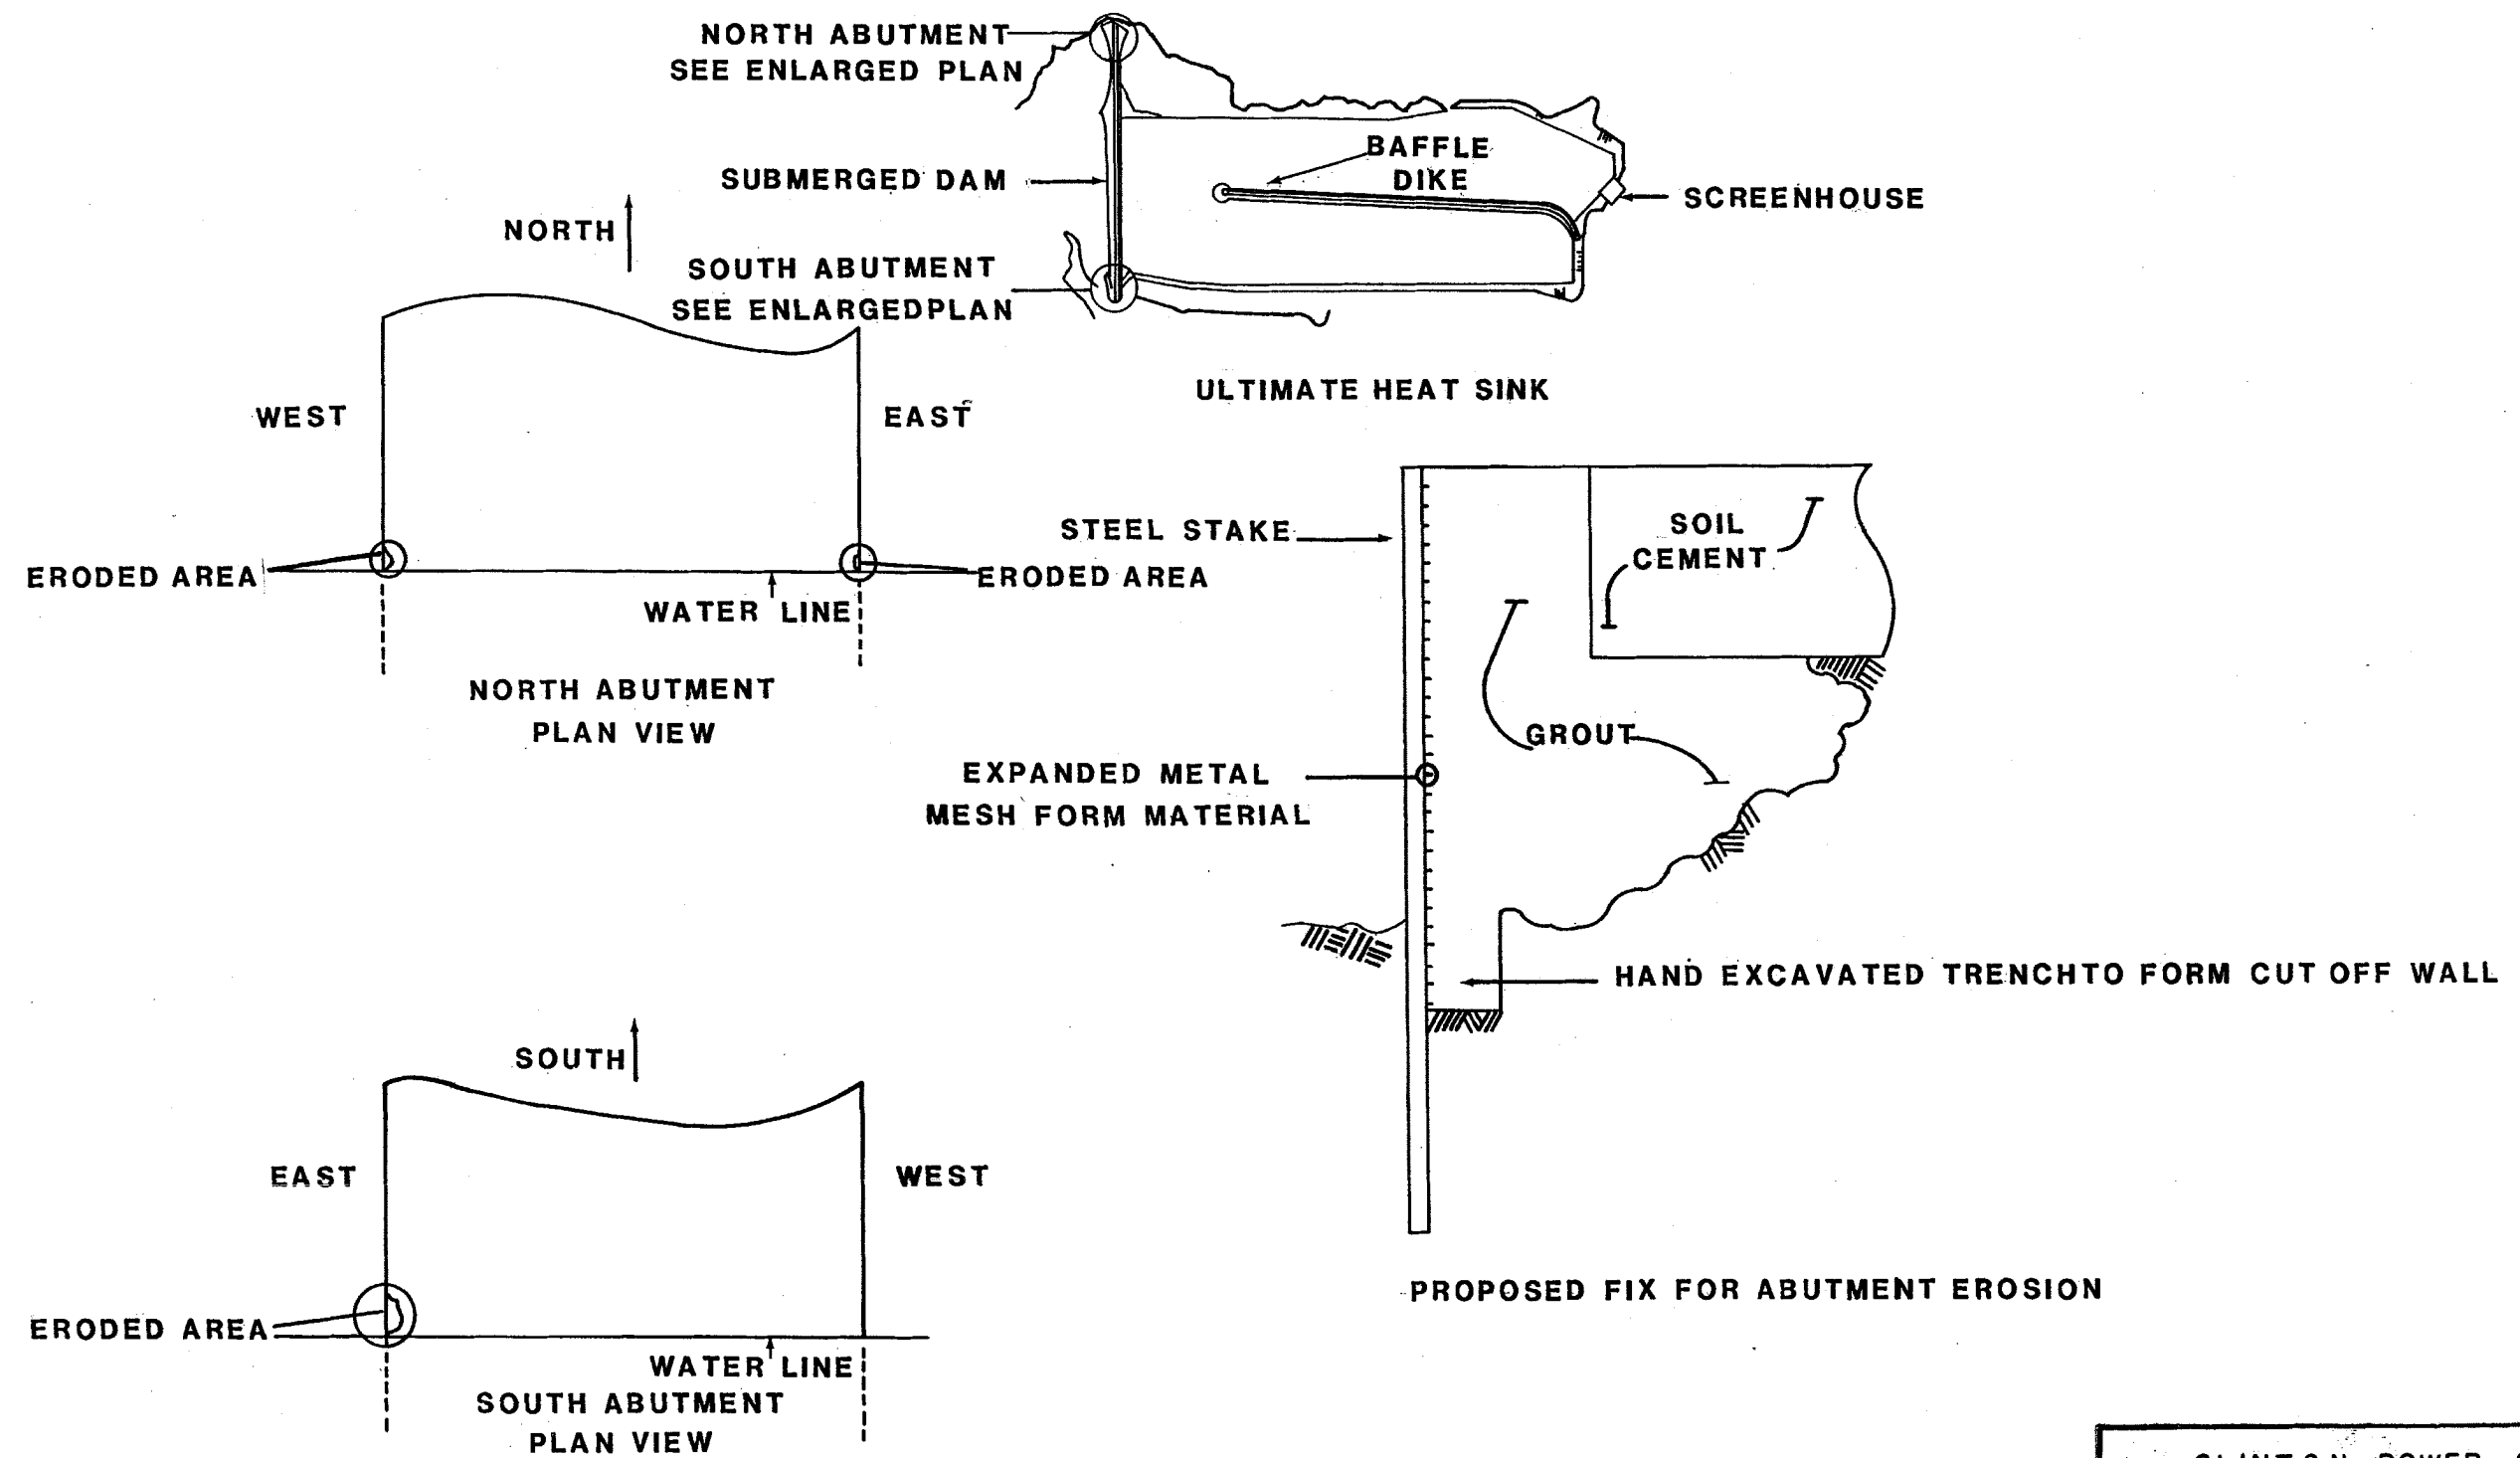 NORTH ABUTMENT
SEE ENLARGED PLAN
BAFFLE
DIKE
SUBMERGED DAM
SCREENHOUSE
NORTH
SOUTH ABUTMENT
SEE ENLARGEDPLAN
ULTIMATE HEAT SINK
WEST
EAST
ERODED AREA
ERODED AREA
WATER LINE
NORTH ABUTMENT
PLAN VIEW
STEEL STAKE
SOIL
CEMENT
GROUT
EXPANDED METAL
MESH FORM MATERIAL
HAND EXCAVATED TRENCHTO FORM CUT OFF WALL
PROPOSED FIX FOR ABUTMENT EROSION
SOUTH
EAST
WEST
ERODED AREA
WATER LINE
SOUTH ABUTMENT
PLAN VIEW
CLINTON POWER